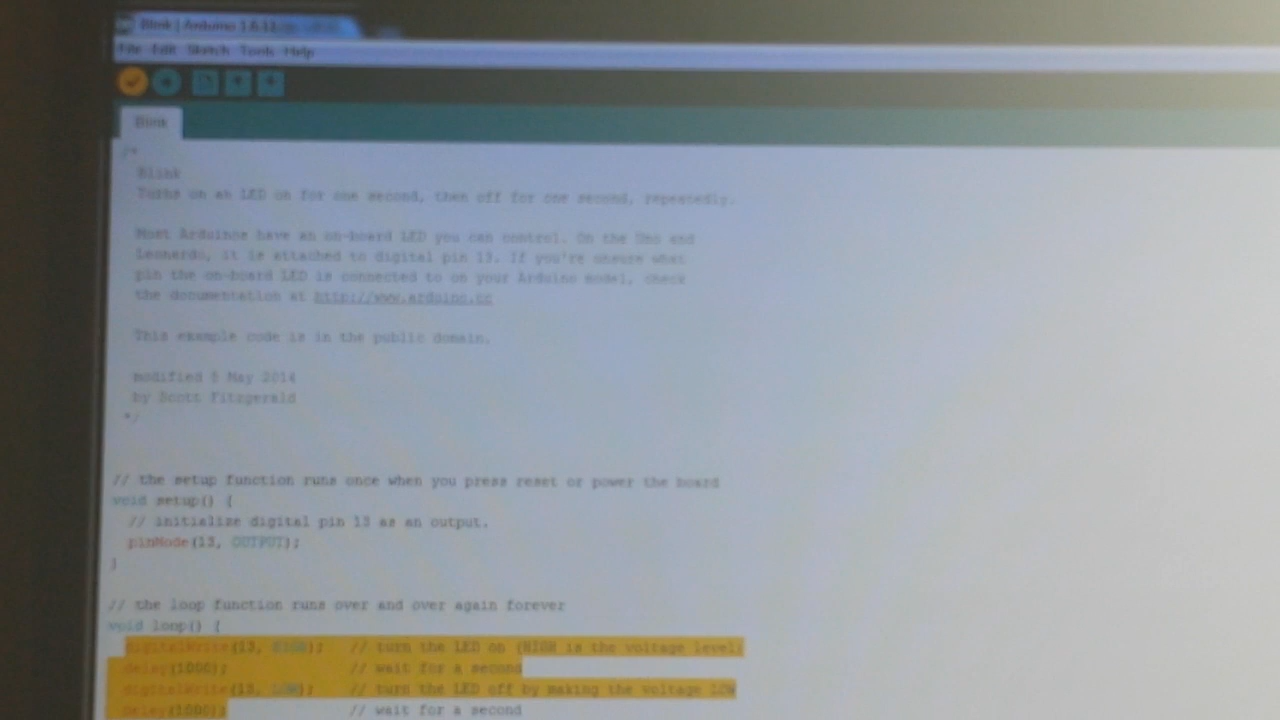 Blink | Arduino 1.6.12
File Edit Sketch Tools Help
Blink
/*
Blink
Turns on an LED on for one second, then off for one second, repeatedly.
Most Arduinos have an on-board LED you can control. On the Uno and
Leonardo, it is attached to digital pin 13. If you're unsure what
pin the on-board LED is connected to on your Arduino model, check
the documentation at http://www.arduino.cc
This example code is in the public domain.
modified 8 May 2014
by Scott Fitzgerald
*/
// the setup function runs once when you press reset or power the board
void setup() {
// initialize digital pin 13 as an output.
pinMode(13, OUTPUT);
}
// the loop function runs over and over again forever
void loop() {
digitalWrite(13, HIGH); // turn the LED on (HIGH is the voltage level)
delay(1000); // wait for a second
digitalWrite(13, LOW); // turn the LED off by making the voltage LOW
delay(1000); // wait for a second